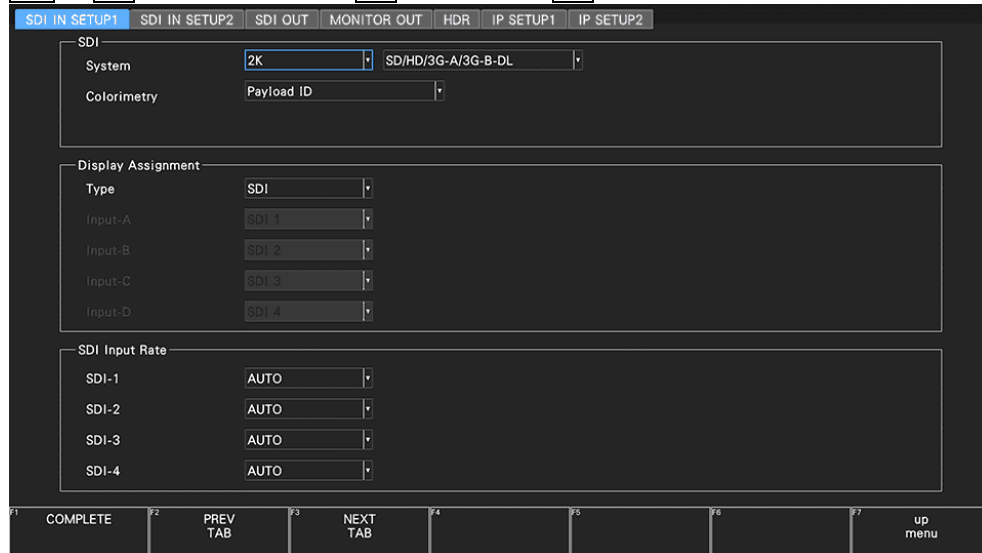 SDI IN SETUP1 SDI IN SETUP2 SDI OUT MONITOR OUT HDR IP SETUP1 IP SETUP2
SDI
System 2K SD/HD/3G-A/3G-B-DL
Colorimetry Payload ID
Display Assignment
Type SDI
Input-A SDI 1
Input-B SDI 2
Input-C SDI 3
Input-D SDI 4
SDI Input Rate
SDI-1 AUTO
SDI-2 AUTO
SDI-3 AUTO
SDI-4 AUTO
F1 COMPLETE F2 PREV TAB F3 NEXT TAB F4 F5 F6 F7 up menu